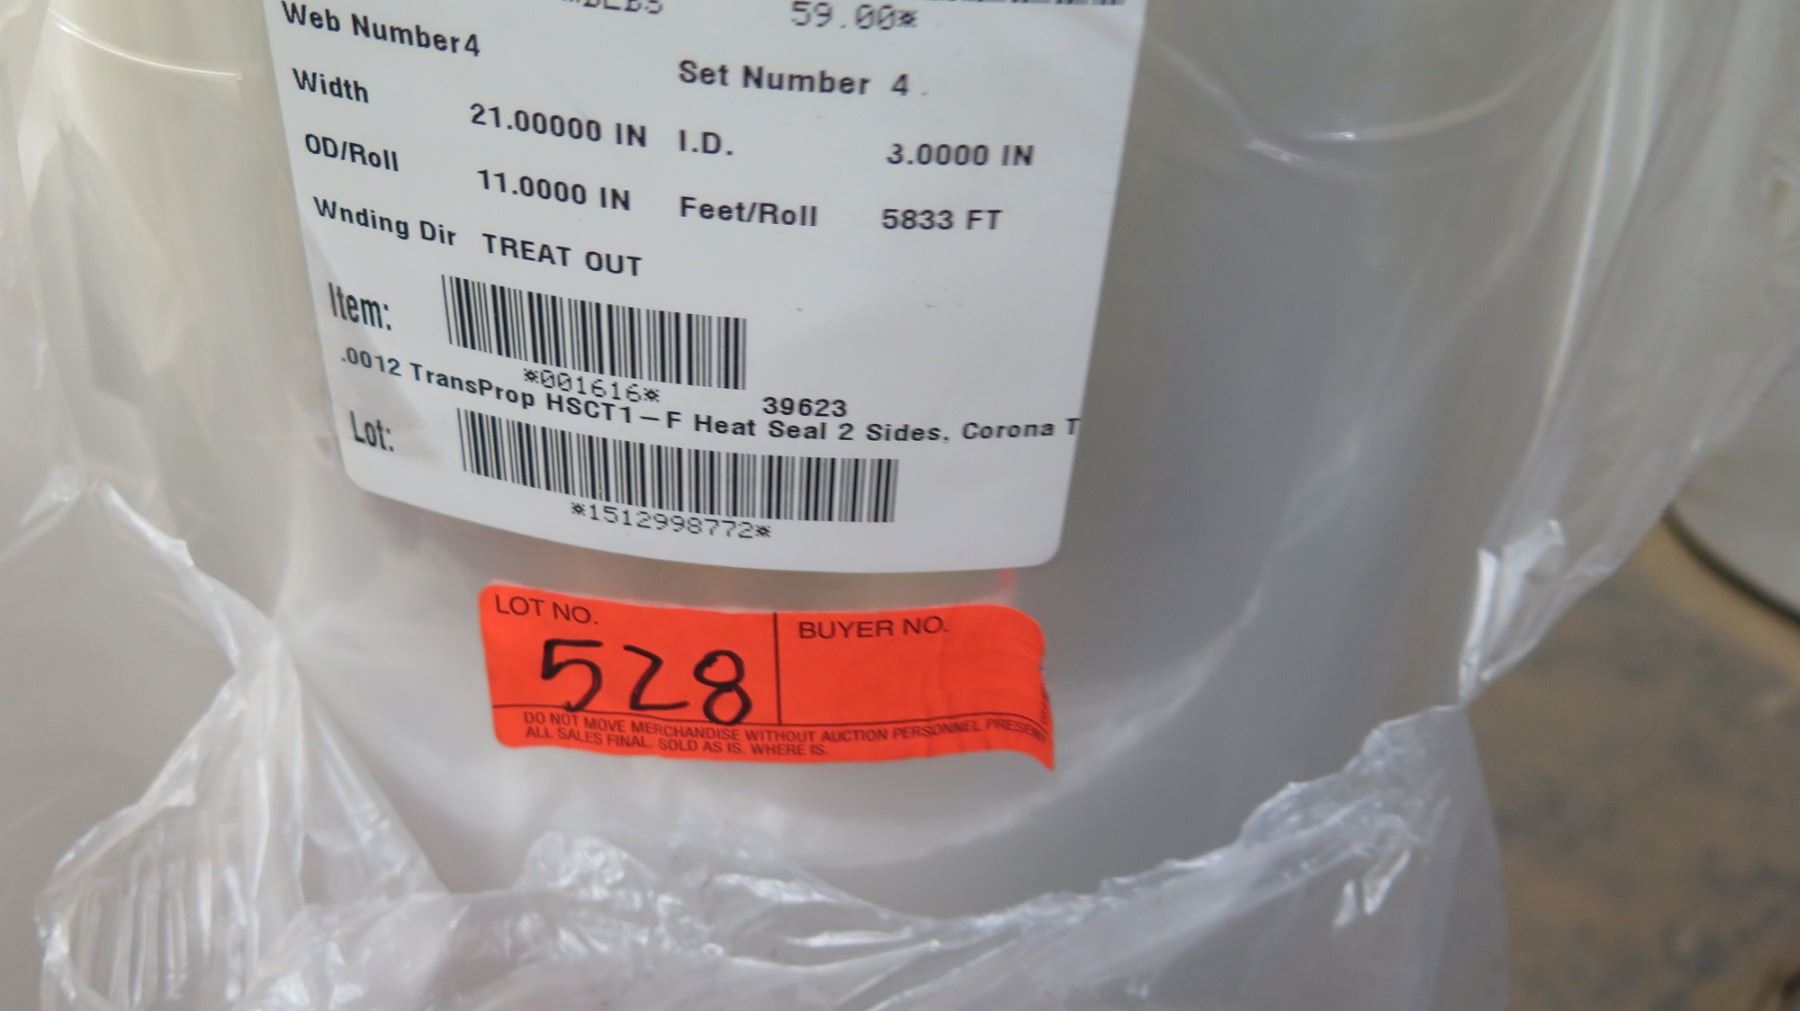 59.00*
Web Number 4 Set Number 4
Width 21.00000 IN I.D. 3.0000 IN
OD/Roll 11.0000 IN Feet/Roll 5833 FT
Wnding Dir TREAT OUT
Item:
*001616* 39623
.0012 TransProp HSCT1-F Heat Seal 2 Sides, Corona T
Lot:
*1512998772*
LOT NO. BUYER NO.
528
DO NOT MOVE MERCHANDISE WITHOUT AUCTION PERSONNEL
ALL SALES FINAL. SOLD AS IS. WHERE IS.